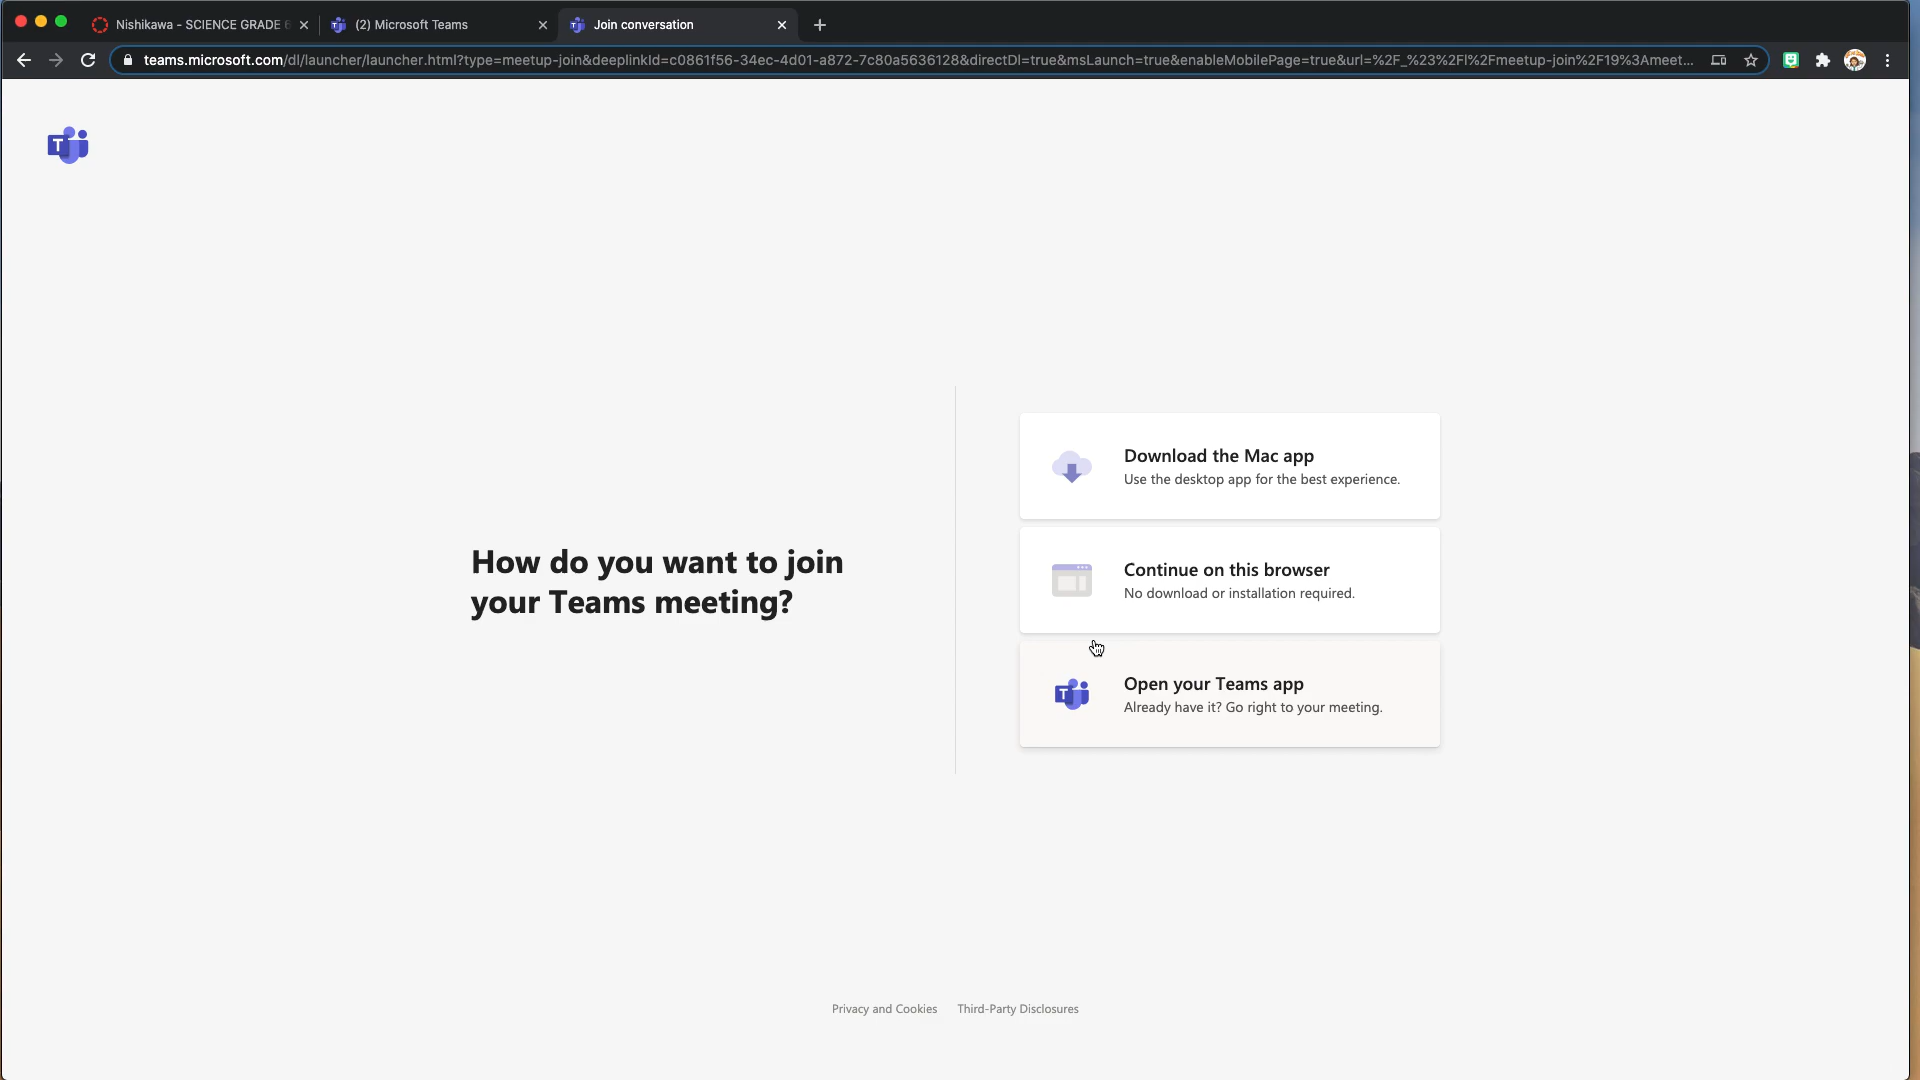 Nishikawa - SCIENCE GRADE 6
(2) Microsoft Teams
Join conversation
teams.microsoft.com/dl/launcher/launcher.html?type=meetup-join&deeplinkId=c0861f56-34ec-4d01-a872-7c80a5636128&directDl=true&msLaunch=true&enableMobilePage=true&url=%2F_%23%2Fl%2Fmeetup-join%2F19%3Ameet...
T
Download the Mac app
Use the desktop app for the best experience.
Continue on this browser
No download or installation required.
How do you want to join
your Teams meeting?
T
Open your Teams app
Already have it? Go right to your meeting.
Privacy and Cookies
Third-Party Disclosures